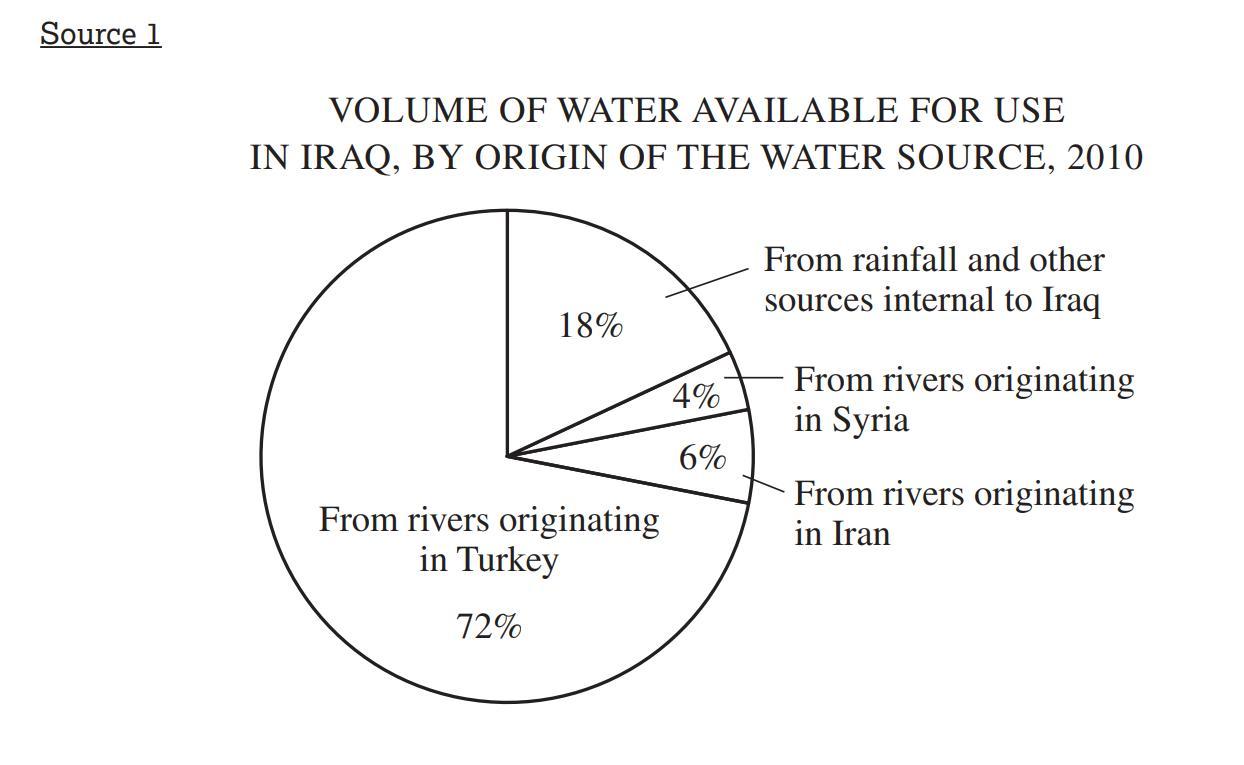 Source 1
VOLUME OF WATER AVAILABLE FOR USE
IN IRAQ, BY ORIGIN OF THE WATER SOURCE, 2010
From rainfall and other
sources internal to Iraq
18%
From rivers originating
in Syria
4%
From rivers originating
in Iran
6%
From rivers originating
in Turkey
72%